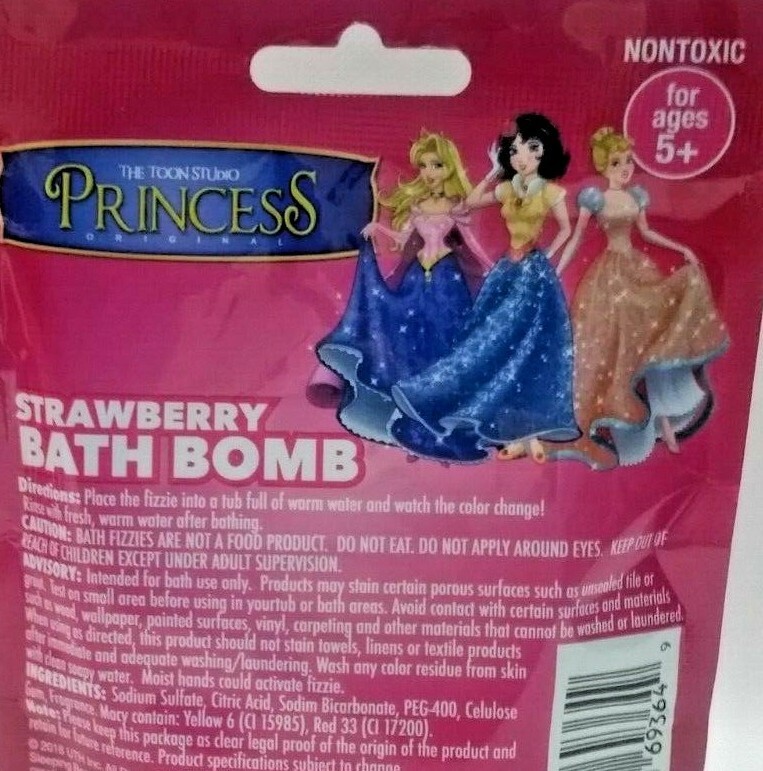 NONTOXIC
for
ages
5+
THE TOON STUDIO
PRINCESS
ORIGINAL
STRAWBERRY
BATH BOMB
Directions: Place the fizzie into a tub full of warm water and watch the color change!
Rinse with fresh, warm water after bathing.
CAUTION: BATH FIZZIES ARE NOT A FOOD PRODUCT. DO NOT EAT. DO NOT APPLY AROUND EYES. KEEP OUT OF
REACH OF CHILDREN EXCEPT UNDER ADULT SUPERVISION.
ADVISORY: Intended for bath use only. Products may stain certain porous surfaces such as unsealed tile or
grout. Test on small area before using in yourtub or bath areas. Avoid contact with certain surfaces and materials
such as wood, wallpaper, painted surfaces, vinyl, carpeting and other materials that cannot be washed or laundered.
When using as directed, this product should not stain towels, linens or textile products
after immediate and adequate washing/laundering. Wash any color residue from skin
with clean soapy water. Moist hands could activate fizzie.
INGREDIENTS: Sodium Sulfate, Citric Acid, Sodim Bicarbonate, PEG-400, Celulose
Gum, Fragrance. Macy contain: Yellow 6 (CI 15985), Red 33 (CI 17200).
Note: Please keep this package as clear legal proof of the origin of the product and
retain for future reference. Product specifications subject to change
© 2018 UTH Inc. All
Sleeping
69364 9